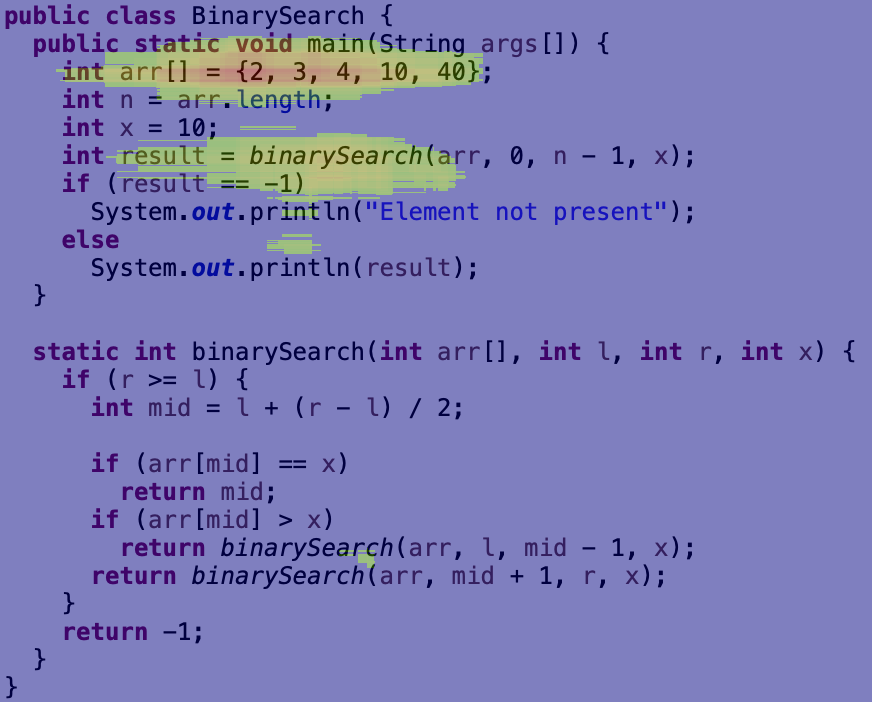 public class BinarySearch {
  public static void main(String args[]) {
    int arr[] = {2, 3, 4, 10, 40};
    int n = arr.length;
    int x = 10;
    int result = binarySearch(arr, 0, n - 1, x);
    if (result == -1)
      System.out.println("Element not present");
    else
      System.out.println(result);
  }

  static int binarySearch(int arr[], int l, int r, int x) {
    if (r >= l) {
      int mid = l + (r - l) / 2;

      if (arr[mid] == x)
        return mid;
      if (arr[mid] > x)
        return binarySearch(arr, l, mid - 1, x);
      return binarySearch(arr, mid + 1, r, x);
    }
    return -1;
  }
}